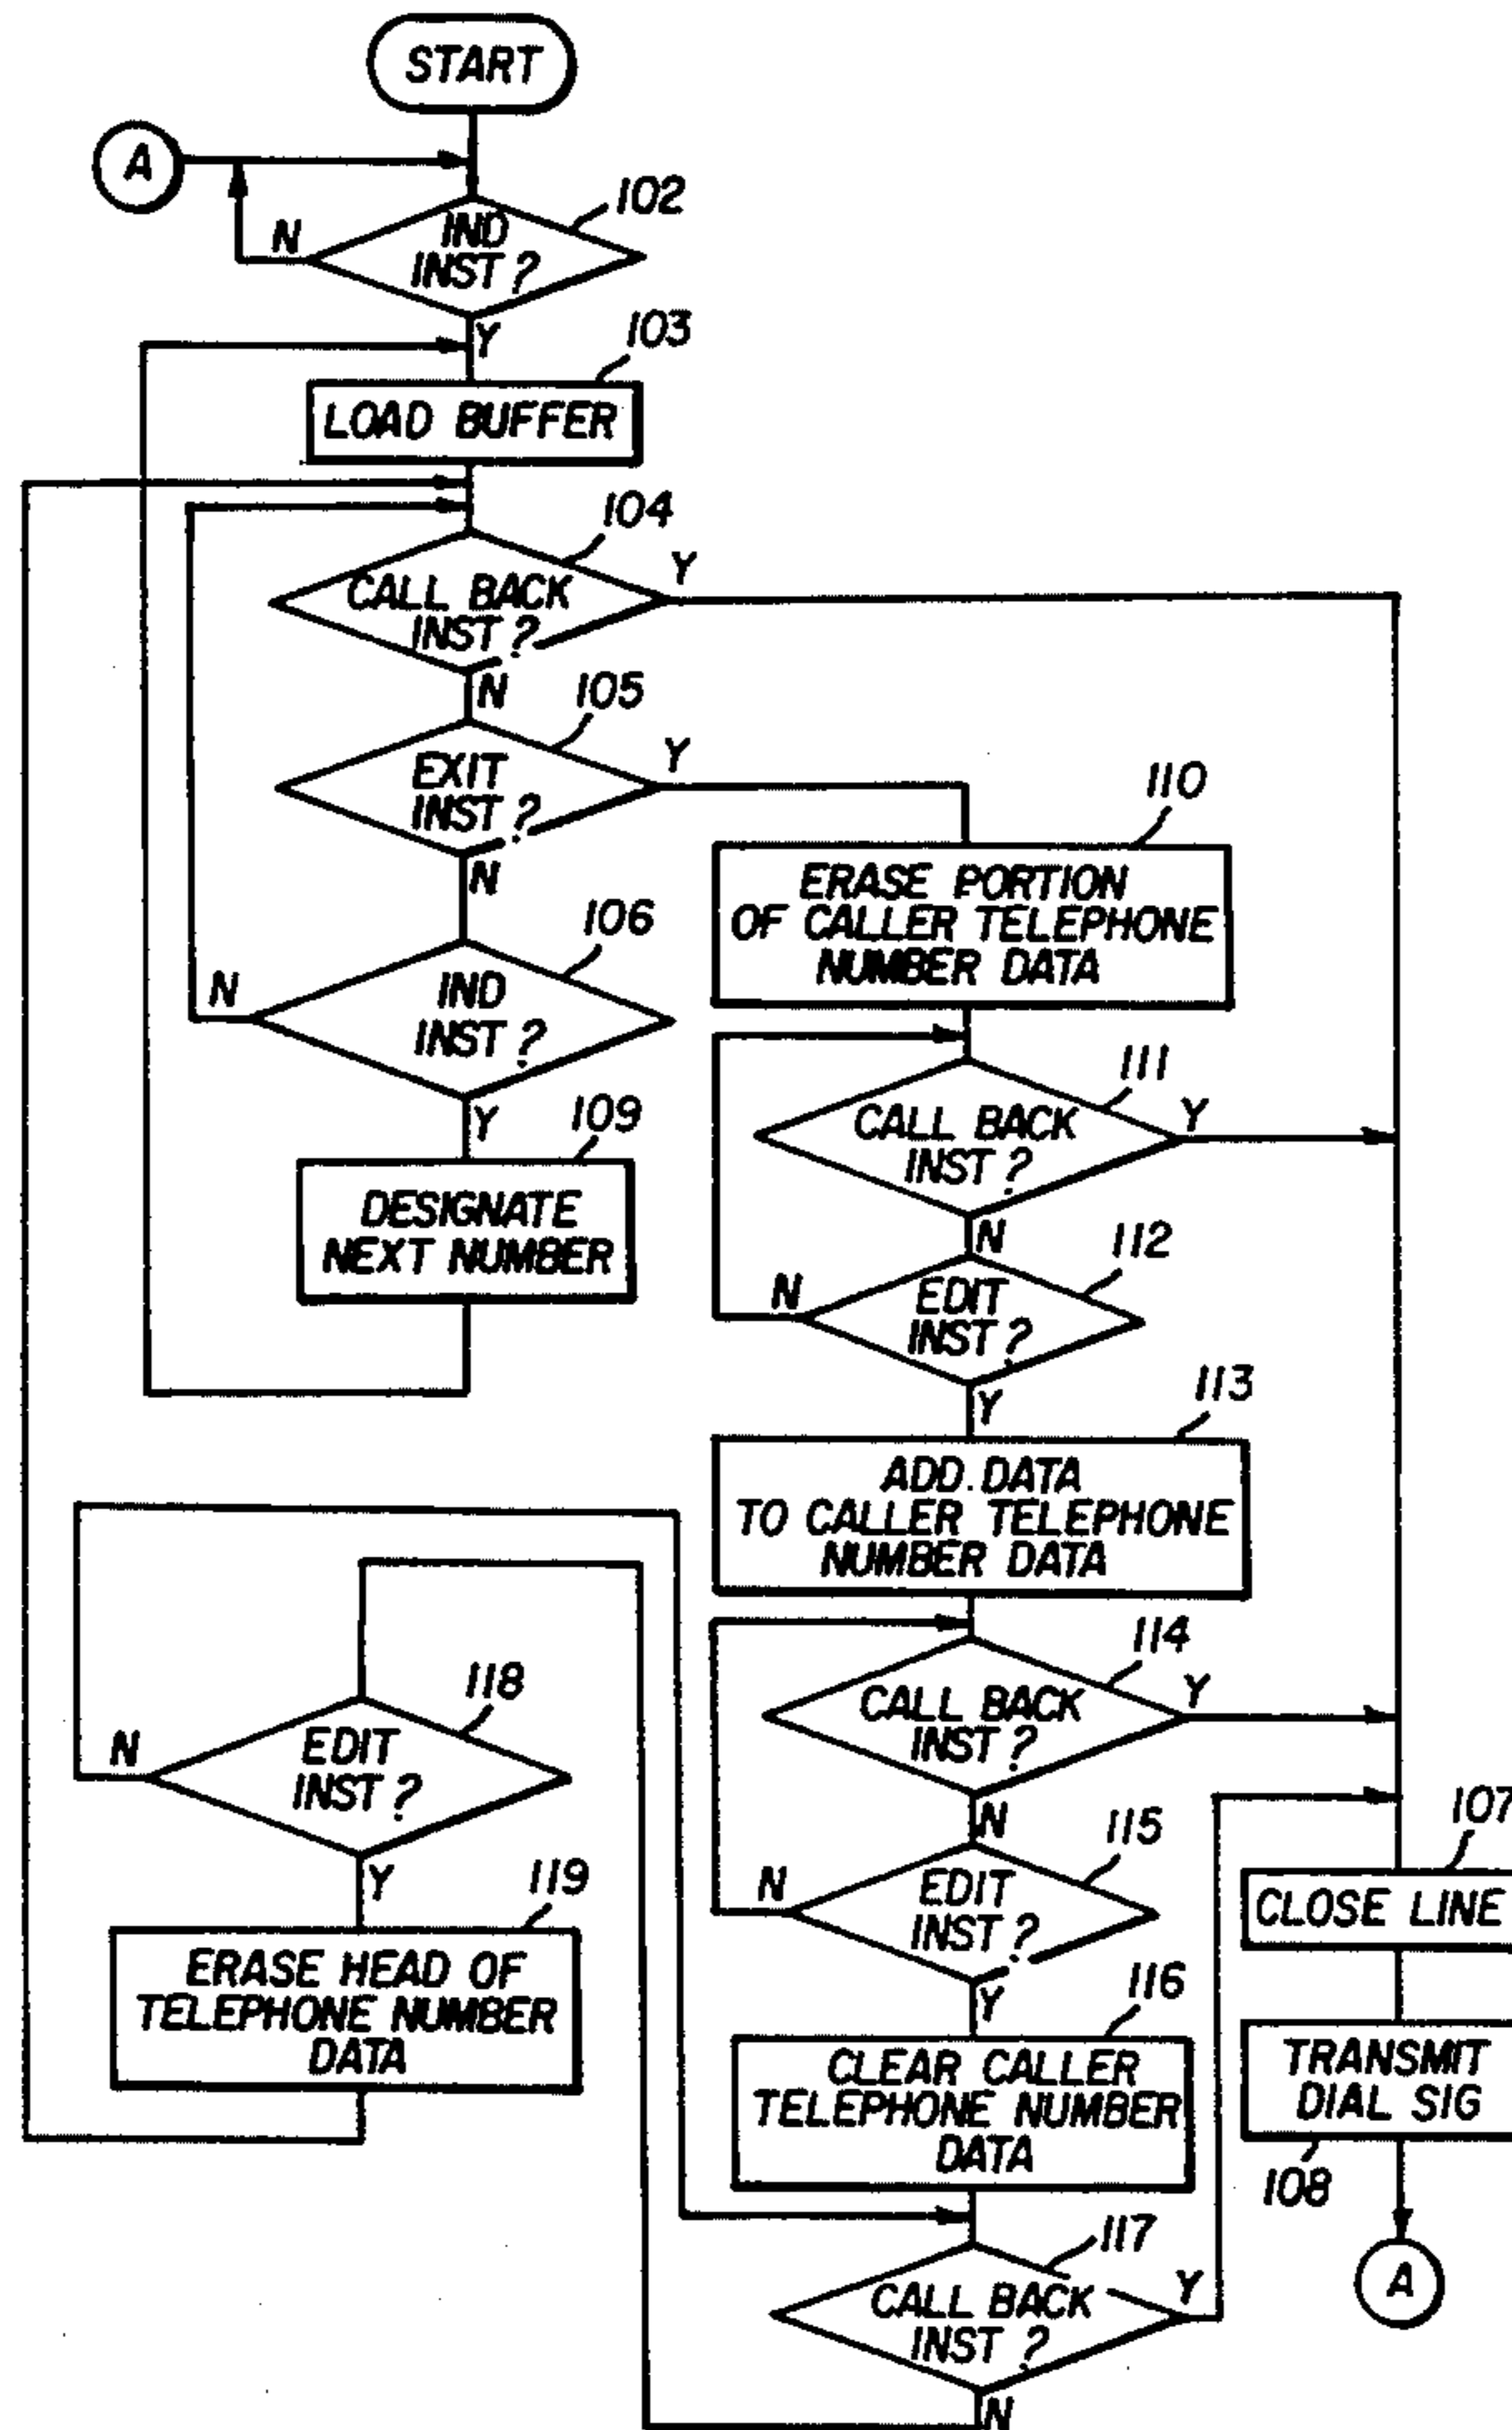 START
A
102
IND
INST?
N
Y
103
LOAD BUFFER
104
CALL BACK
INST?
Y
N
105
EXIT
INST?
Y
N
106
IND
INST?
N
Y
109
DESIGNATE
NEXT NUMBER
110
ERASE PORTION
OF CALLER TELEPHONE
NUMBER DATA
111
CALL BACK
INST?
Y
N
112
EDIT
INST?
N
Y
113
ADD DATA
TO CALLER TELEPHONE
NUMBER DATA
114
CALL BACK
INST?
Y
N
115
EDIT
INST?
N
Y
116
CLEAR CALLER
TELEPHONE NUMBER
DATA
117
CALL BACK
INST?
Y
N
118
EDIT
INST?
N
Y
119
ERASE HEAD OF
TELEPHONE NUMBER
DATA
107
CLOSE LINE
TRANSMIT
DIAL SIG
108
A